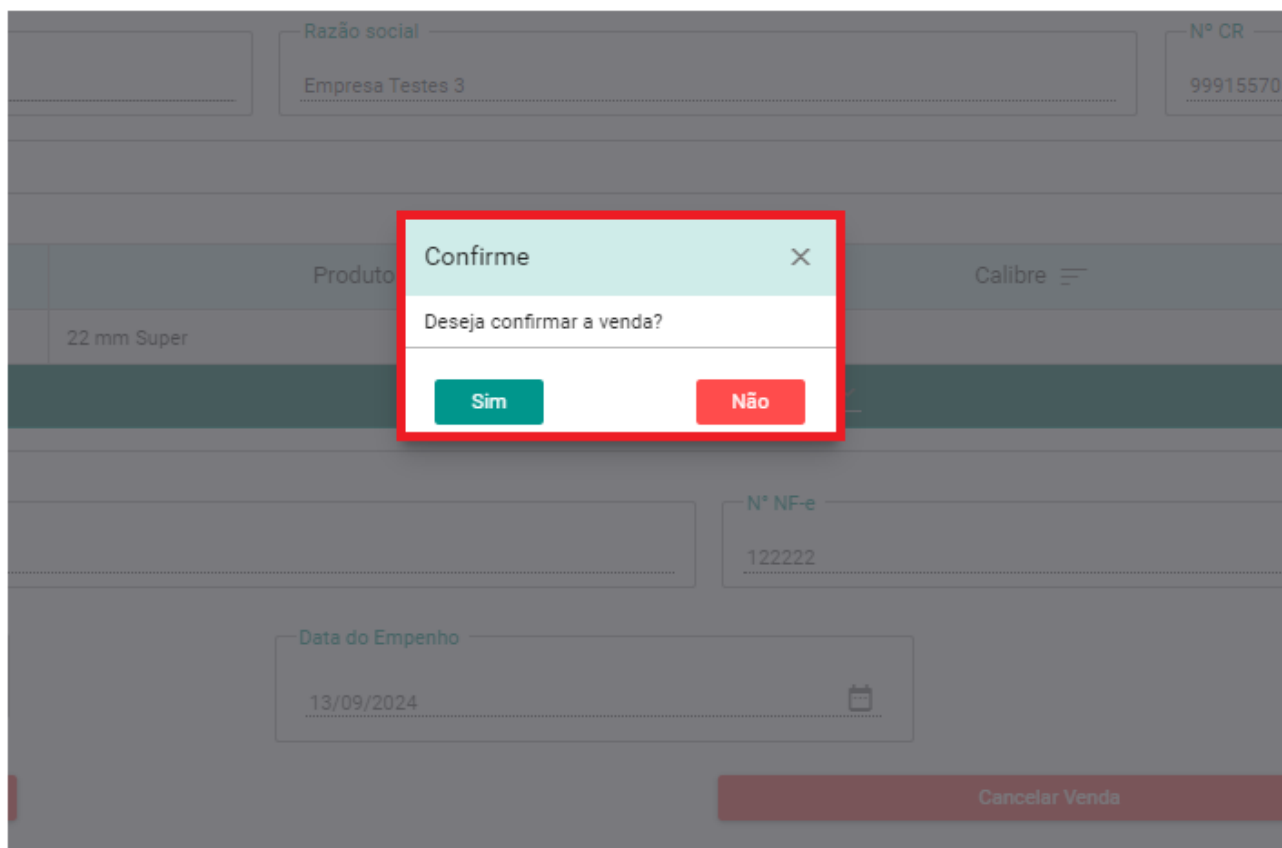 Razão social
Nº CR
Empresa Testes 3
99915570
Confirme
Produto
Calibre
Deseja confirmar a venda?
22 mm Super
Sim
Não
N° NF-e
122222
Data do Empenho
13/09/2024
Cancelar Venda